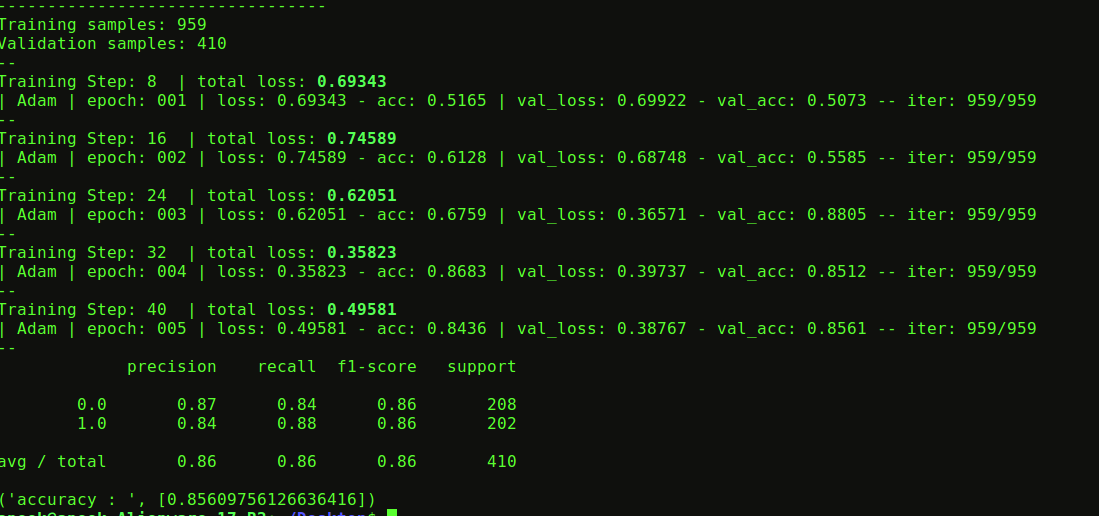 --------------------------------
Training samples: 959
Validation samples: 410
--
Training Step: 8  | total loss: 0.69343
| Adam | epoch: 001 | loss: 0.69343 - acc: 0.5165 | val_loss: 0.69922 - val_acc: 0.5073 -- iter: 959/959
--
Training Step: 16  | total loss: 0.74589
| Adam | epoch: 002 | loss: 0.74589 - acc: 0.6128 | val_loss: 0.68748 - val_acc: 0.5585 -- iter: 959/959
--
Training Step: 24  | total loss: 0.62051
| Adam | epoch: 003 | loss: 0.62051 - acc: 0.6759 | val_loss: 0.36571 - val_acc: 0.8805 -- iter: 959/959
--
Training Step: 32  | total loss: 0.35823
| Adam | epoch: 004 | loss: 0.35823 - acc: 0.8683 | val_loss: 0.39737 - val_acc: 0.8512 -- iter: 959/959
--
Training Step: 40  | total loss: 0.49581
| Adam | epoch: 005 | loss: 0.49581 - acc: 0.8436 | val_loss: 0.38767 - val_acc: 0.8561 -- iter: 959/959
--
             precision    recall  f1-score   support
        0.0       0.87      0.84      0.86       208
        1.0       0.84      0.88      0.86       202
avg / total       0.86      0.86      0.86       410
('accuracy : ', [0.85609756126636416])